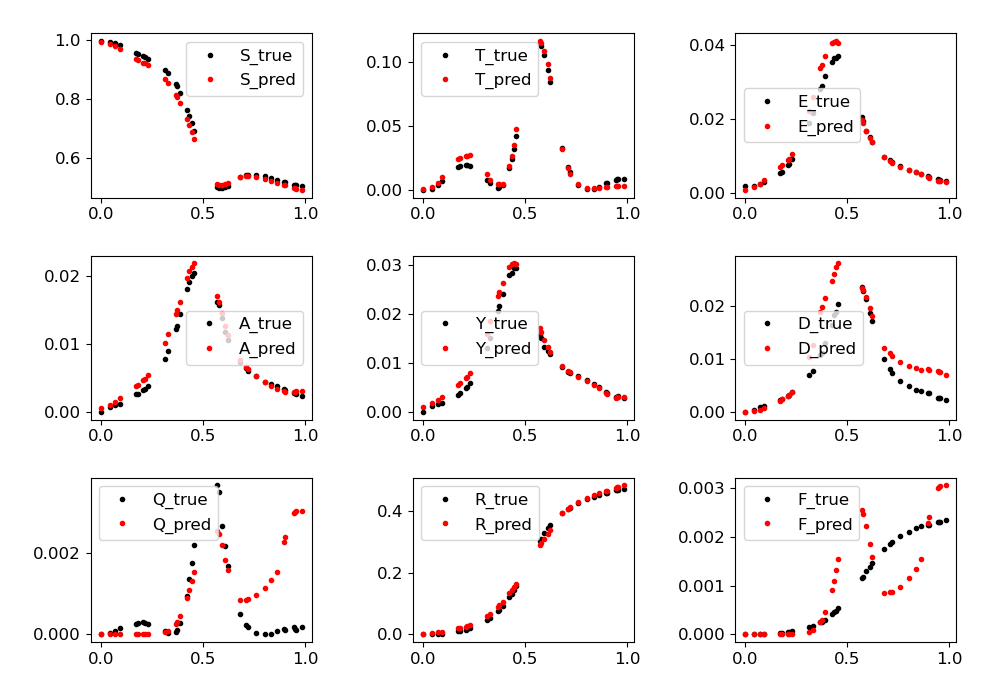 1.0
0.8
0.6
S_true
S_pred
0.0 0.5 1.0
0.10
0.05
0.00
T_true
T_pred
0.0 0.5 1.0
0.04
0.02
0.00
E_true
E_pred
0.0 0.5 1.0
0.02
0.01
0.00
A_true
A_pred
0.0 0.5 1.0
0.03
0.02
0.01
0.00
Y_true
Y_pred
0.0 0.5 1.0
0.02
0.01
0.00
D_true
D_pred
0.0 0.5 1.0
0.002
0.000
Q_true
Q_pred
0.0 0.5 1.0
0.4
0.2
0.0
R_true
R_pred
0.0 0.5 1.0
0.003
0.002
0.001
0.000
F_true
F_pred
0.0 0.5 1.0